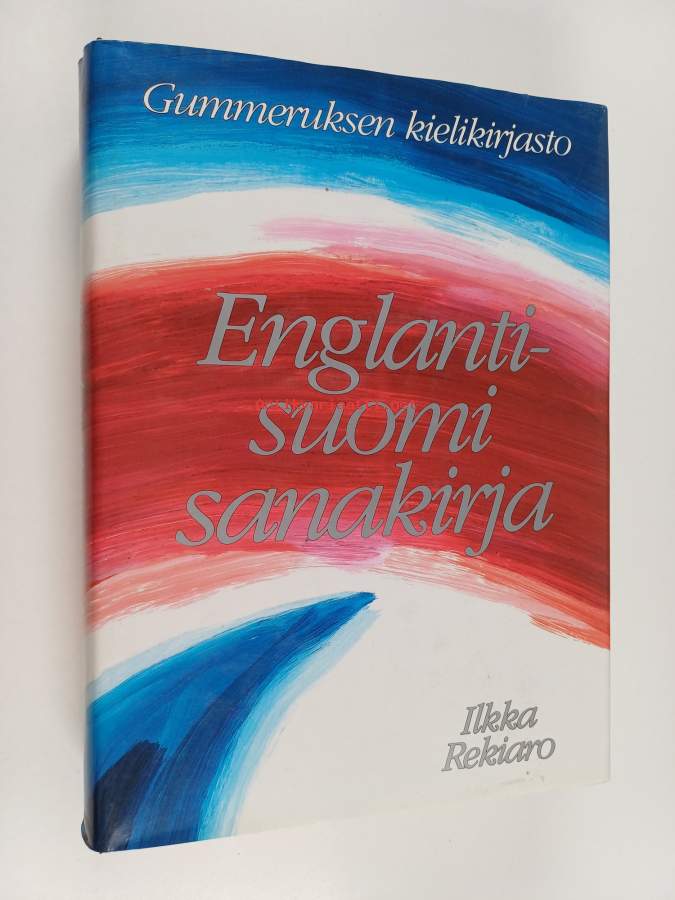 Gummeruksen kielikirjasto
Englanti-
suomi
sanakirja
Ilkka
Rekiaro